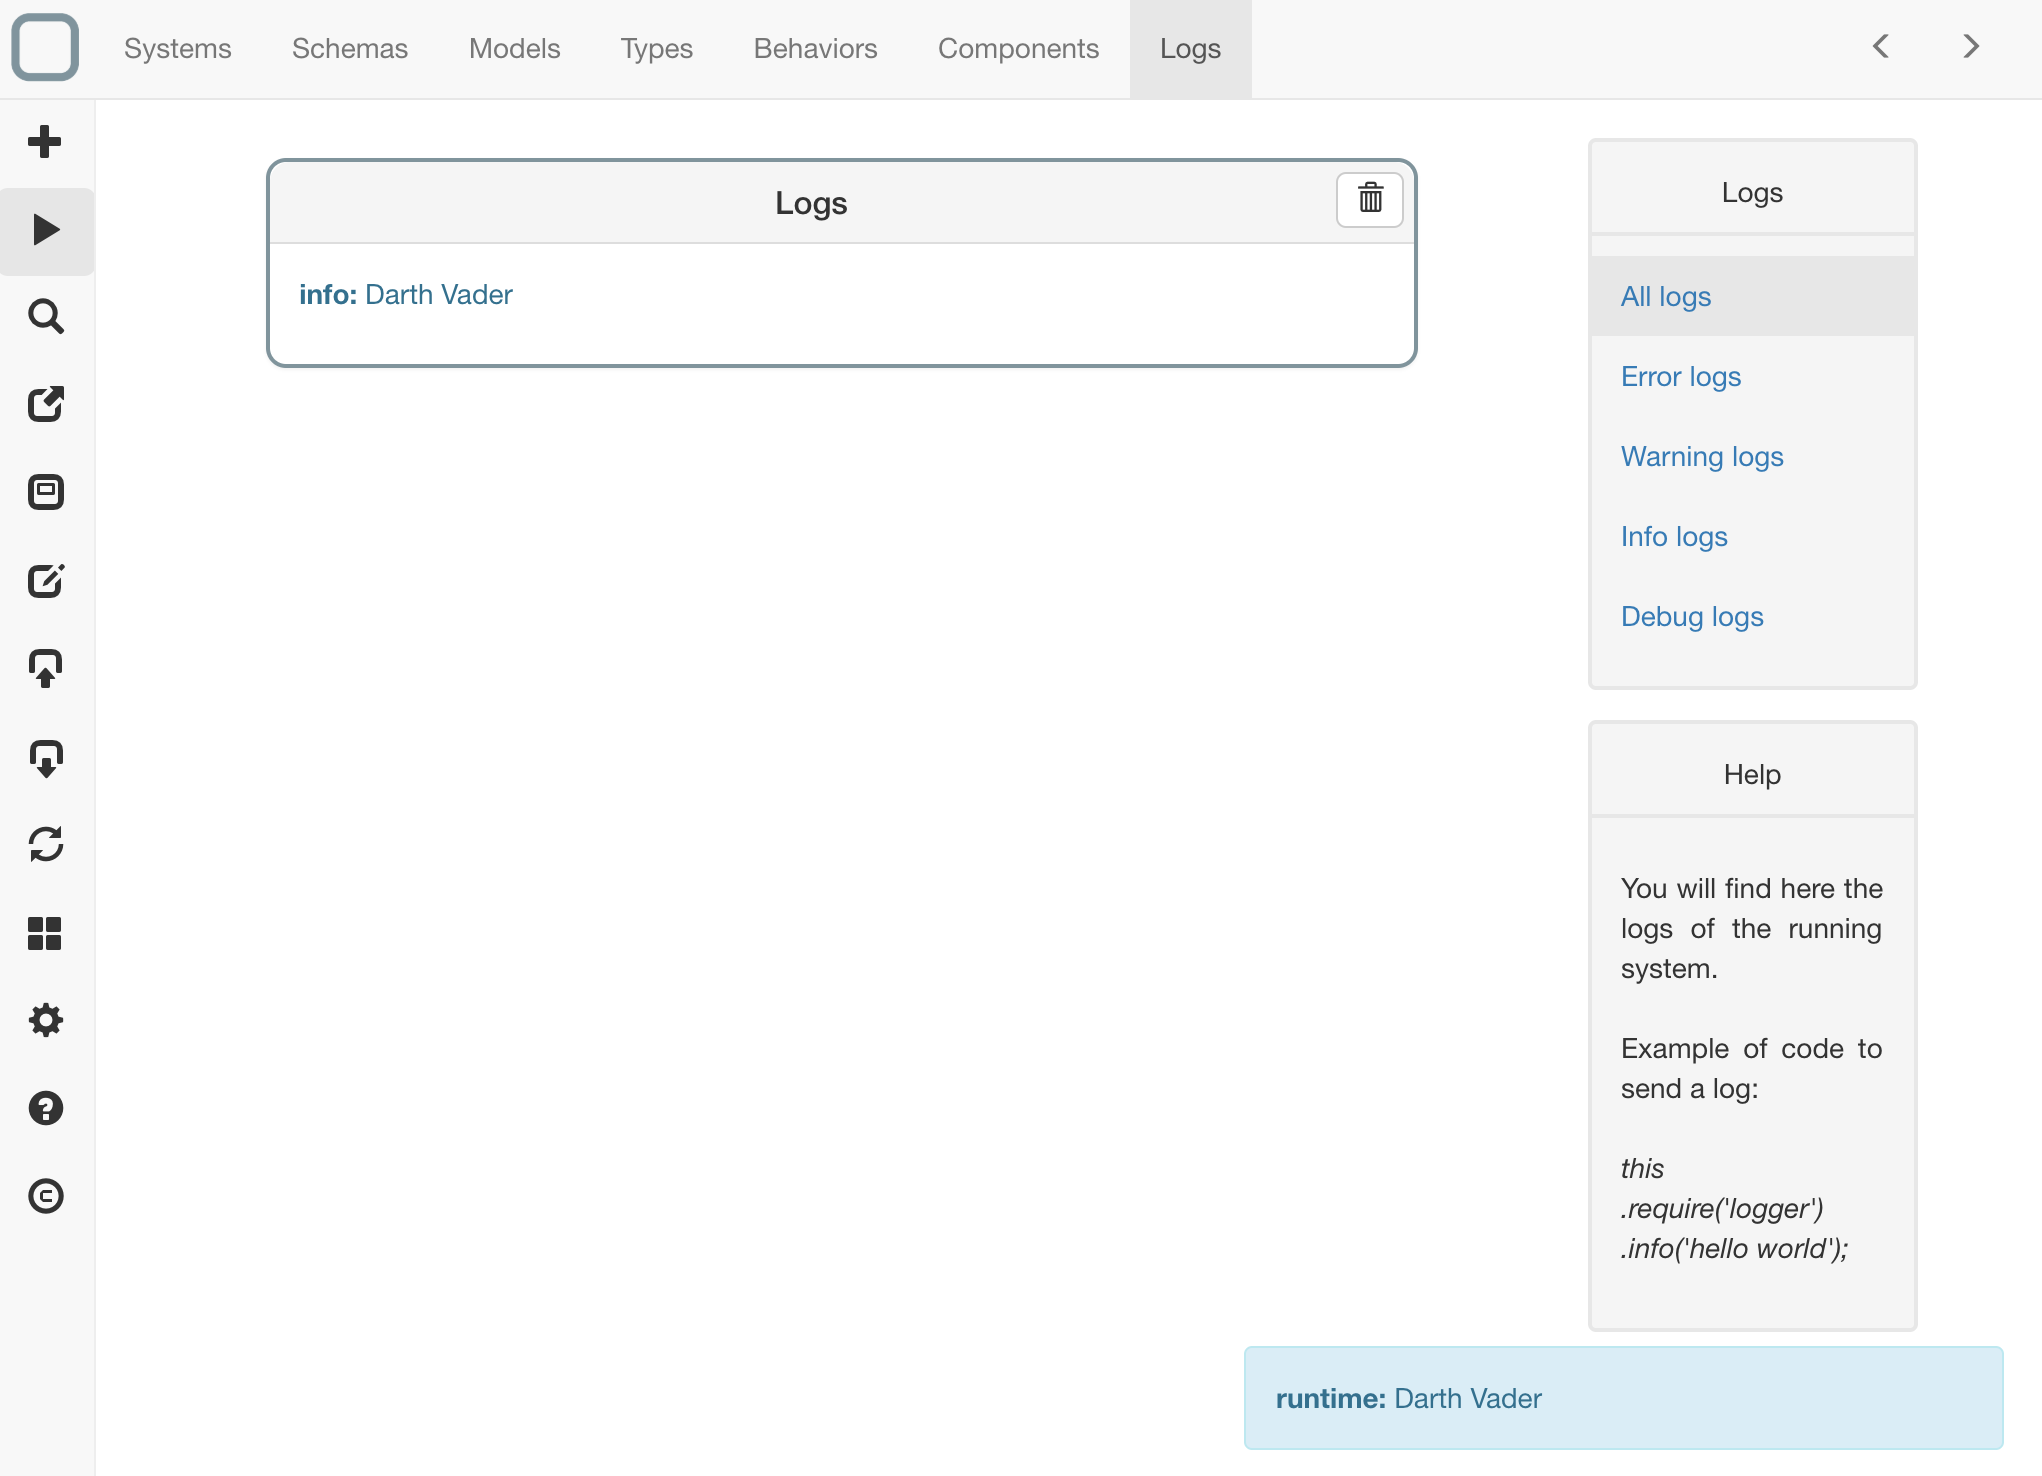 Systems Schemas Models Types Behaviors Components Logs
Logs
info: Darth Vader
Logs
All logs
Error logs
Warning logs
Info logs
Debug logs
Help
You will find here the
logs of the running
system.
Example of code to
send a log:
this
.require('logger')
.info('hello world');
runtime: Darth Vader